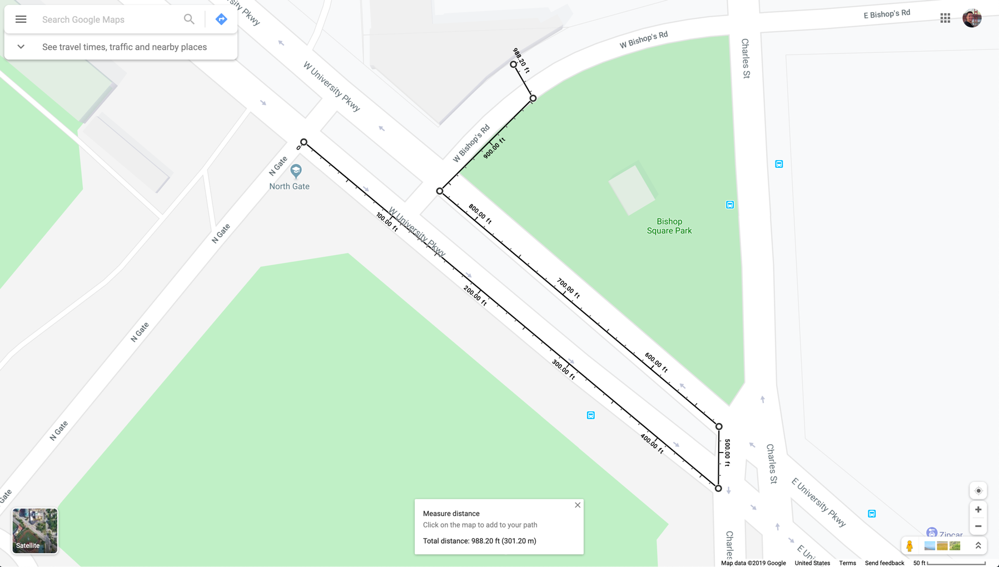 Search Google Maps
See travel times, traffic and nearby places
versity Pkwy
W University Pkwy
W Bishop's Rd
E Bishop's Rd
Charles St
988.20 ft
W Bishop's Rd
900.00 ft
0
N Gate
North Gate
800.00 ft
W University Pkwy
100.00 ft
Bishop
Square Park
N Gate
200.00 ft
700.00 ft
N Gate
300.00 ft
600.00 ft
N Gate
400.00 ft
500.00 ft
Charles St
E University Pkwy
Gate
Satellite
Measure distance
Click on the map to add to your path
Total distance: 988.20 ft (301.20 m)
Zipcar
Charles
E Uni
Map data ©2019 Google
United States
Terms
Send feedback
50 ft